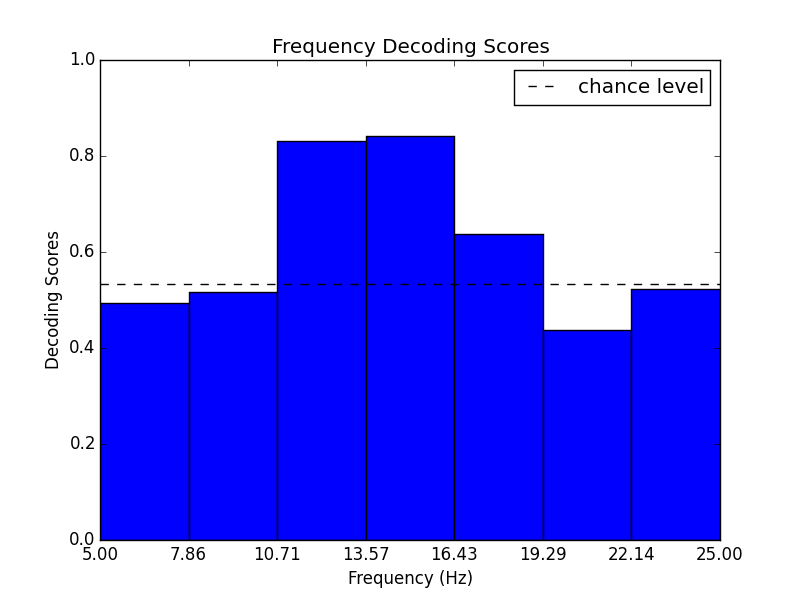 Frequency Decoding Scores
chance level
1.0
0.8
0.6
0.4
0.2
0.0
Decoding Scores
5.00 7.86 10.71 13.57 16.43 19.29 22.14 25.00
Frequency (Hz)